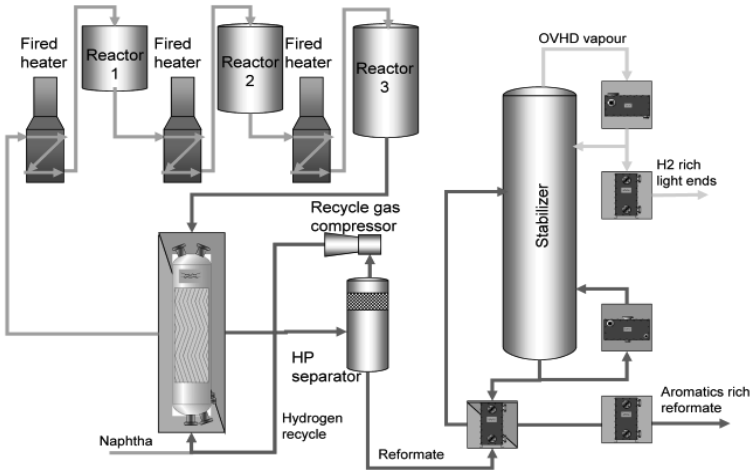 Fired
heater
Reactor
1
Fired
heater
Reactor
2
Fired
heater
Reactor
3
OVHD vapour
H2 rich
light ends
Stabilizer
Recycle gas
compressor
HP
separator
Hydrogen
recycle
Naphtha
Reformate
Aromatics rich
reformate